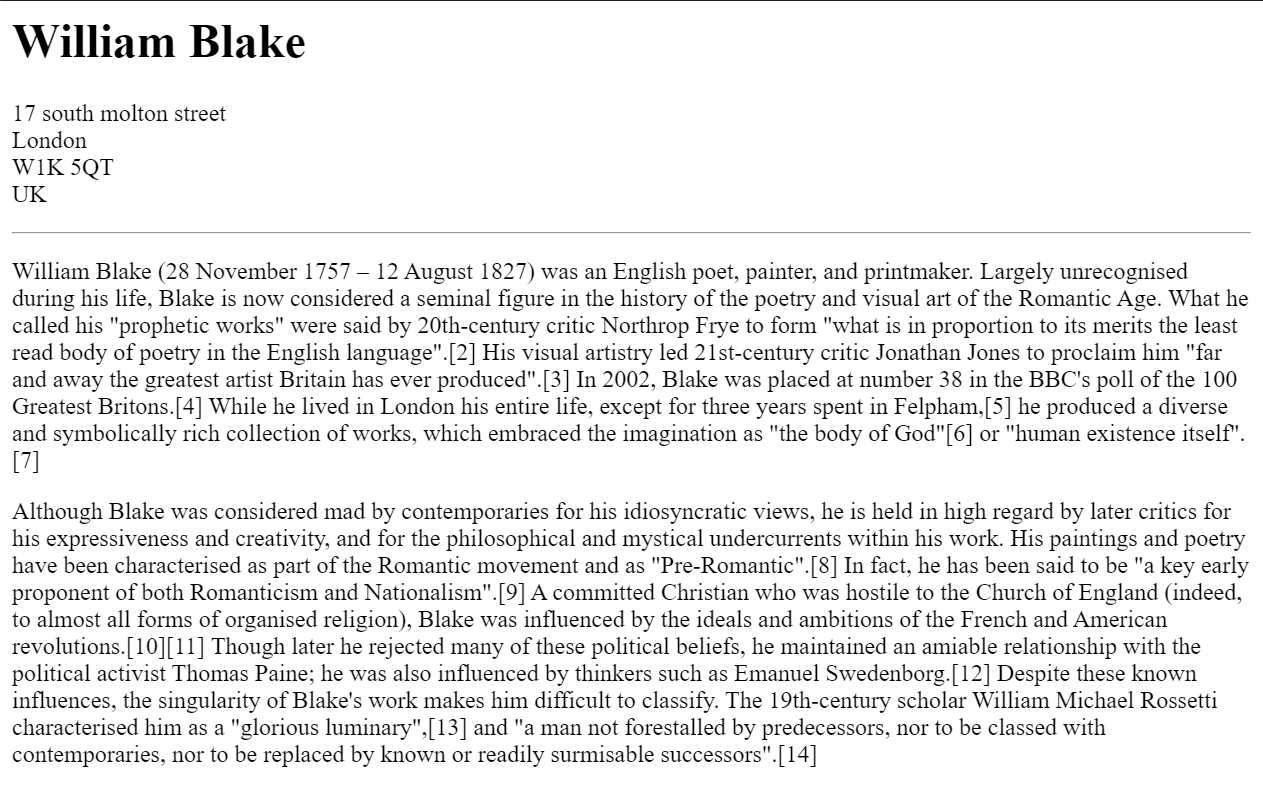 William Blake
17 south molton street
London
W1K 5QT
UK
William Blake (28 November 1757 – 12 August 1827) was an English poet, painter, and printmaker. Largely unrecognised
during his life, Blake is now considered a seminal figure in the history of the poetry and visual art of the Romantic Age. What he
called his "prophetic works" were said by 20th-century critic Northrop Frye to form "what is in proportion to its merits the least
read body of poetry in the English language".[2] His visual artistry led 21st-century critic Jonathan Jones to proclaim him "far
and away the greatest artist Britain has ever produced".[3] In 2002, Blake was placed at number 38 in the BBC's poll of the 100
Greatest Britons.[4] While he lived in London his entire life, except for three years spent in Felpham,[5] he produced a diverse
and symbolically rich collection of works, which embraced the imagination as "the body of God"[6] or "human existence itself".
[7]
Although Blake was considered mad by contemporaries for his idiosyncratic views, he is held in high regard by later critics for
his expressiveness and creativity, and for the philosophical and mystical undercurrents within his work. His paintings and poetry
have been characterised as part of the Romantic movement and as "Pre-Romantic".[8] In fact, he has been said to be "a key early
proponent of both Romanticism and Nationalism".[9] A committed Christian who was hostile to the Church of England (indeed,
to almost all forms of organised religion), Blake was influenced by the ideals and ambitions of the French and American
revolutions.[10][11] Though later he rejected many of these political beliefs, he maintained an amiable relationship with the
political activist Thomas Paine; he was also influenced by thinkers such as Emanuel Swedenborg.[12] Despite these known
influences, the singularity of Blake's work makes him difficult to classify. The 19th-century scholar William Michael Rossetti
characterised him as a "glorious luminary",[13] and "a man not forestalled by predecessors, nor to be classed with
contemporaries, nor to be replaced by known or readily surmisable successors".[14]